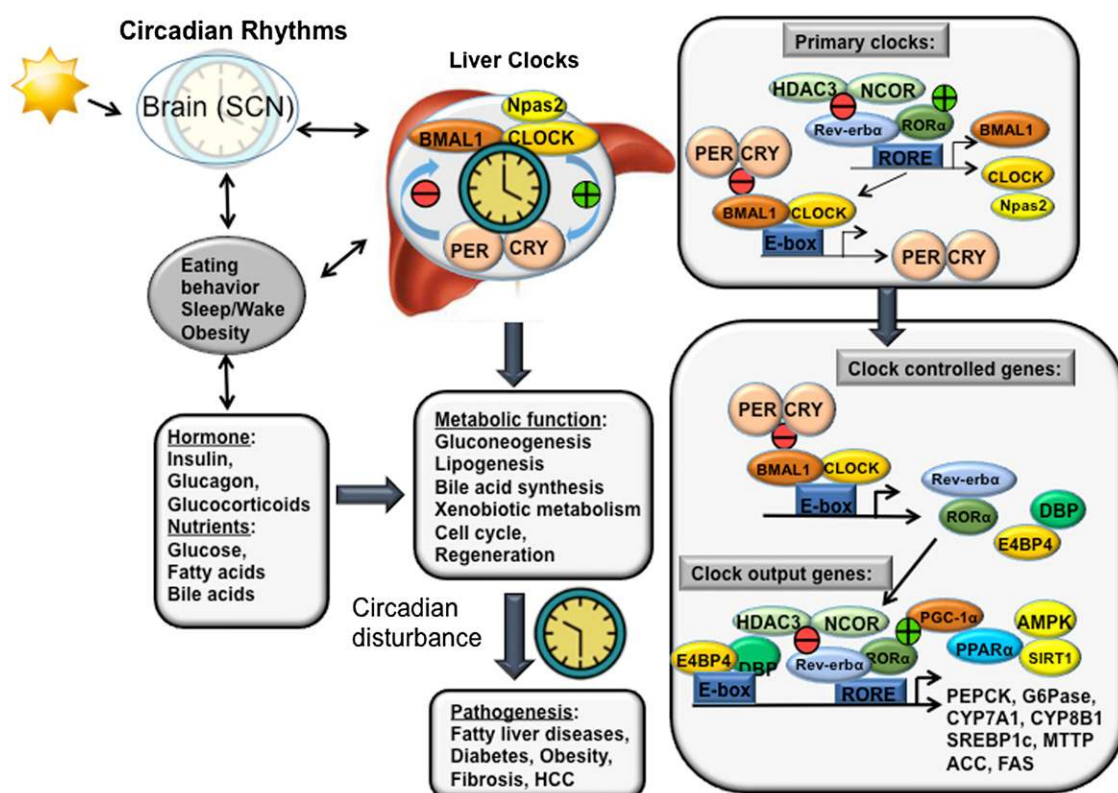 Circadian Rhythms
Brain (SCN)
Eating
behavior
Sleep/Wake
Obesity
Hormone:
Insulin,
Glucagon,
Glucocorticoids
Nutrients:
Glucose,
Fatty acids
Bile acids
Liver Clocks
Npas2
BMAL1 CLOCK
PER CRY
Metabolic function:
Gluconeogenesis
Lipogenesis
Bile acid synthesis
Xenobiotic metabolism
Cell cycle,
Regeneration
Circadian
disturbance
Pathogenesis:
Fatty liver diseases,
Diabetes, Obesity,
Fibrosis, HCC
Primary clocks:
HDAC3 NCOR
Rev-erbα RORα
BMAL1
RORE
CLOCK
Npas2
PER CRY
BMAL1 CLOCK
E-box
PER CRY
Clock controlled genes:
PER CRY
BMAL1 CLOCK
E-box
Rev-erbα
RORα
DBP
E4BP4
Clock output genes:
HDAC3 NCOR
PGC-1α
AMPK
PPARα
SIRT1
E4BP4
DBP
Rev-erbα
RORα
E-box
RORE
PEPCK, G6Pase,
CYP7A1, CYP8B1
SREBP1c, MTTP
ACC, FAS